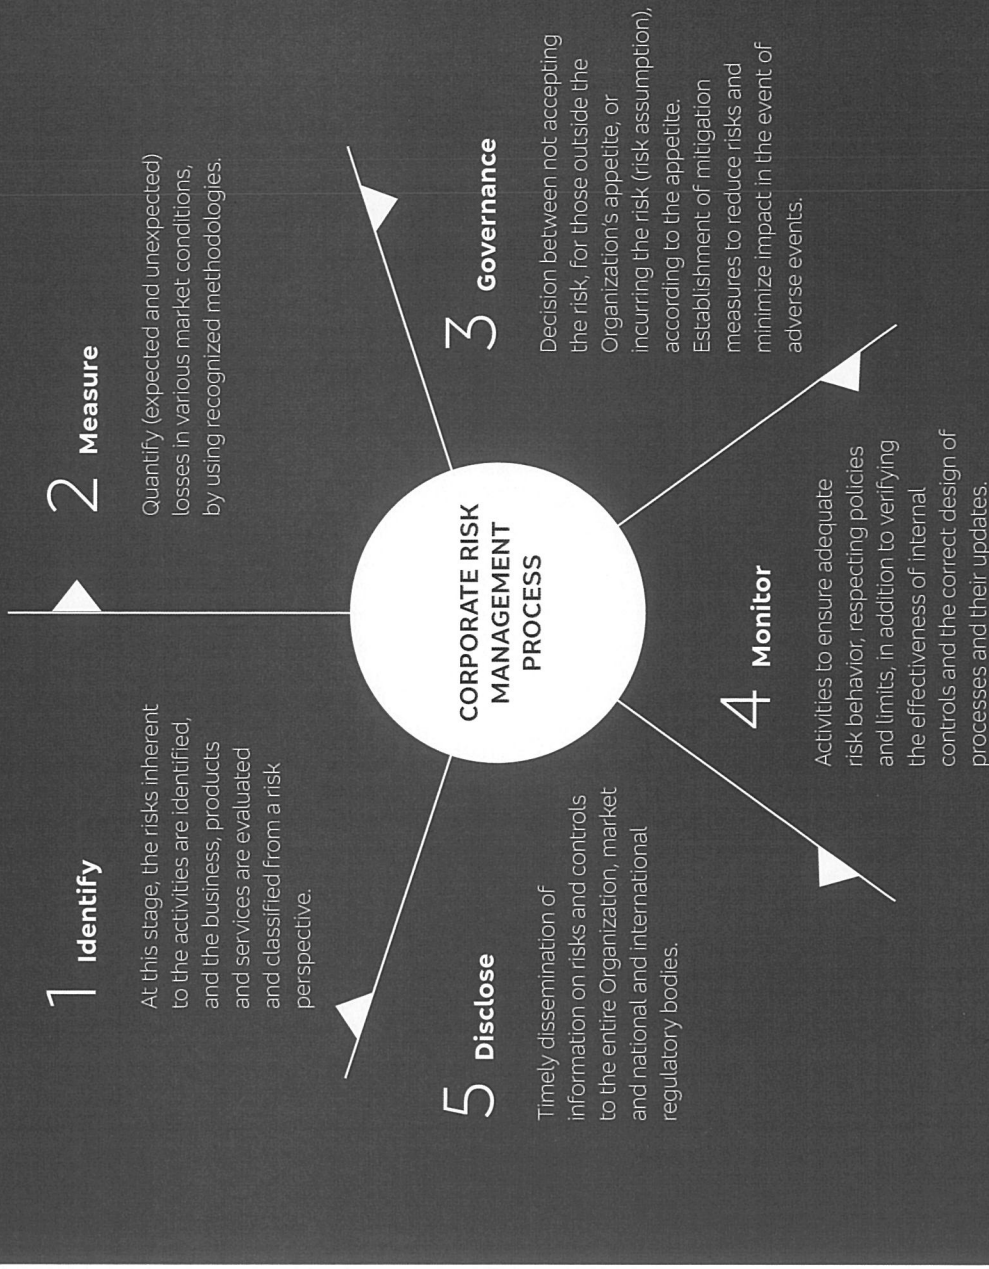 1 Identify
At this stage, the risks inherent
to the activities are identified,
and the business, products
and services are evaluated
and classified from a risk
perspective.
2 Measure
Quantify (expected and unexpected)
losses in various market conditions,
by using recognized methodologies.
3 Governance
Decision between not accepting
the risk, for those outside the
Organization's appetite, or
incurring the risk (risk assumption),
according to the appetite.
Establishment of mitigation
measures to reduce risks and
minimize impact in the event of
adverse events.
4 Monitor
Activities to ensure adequate
risk behavior, respecting policies
and limits, in addition to verifying
the effectiveness of internal
controls and the correct design of
processes and their updates.
5 Disclose
Timely dissemination of
information on risks and controls
to the entire Organization, market
and national and international
regulatory bodies.
CORPORATE RISK
MANAGEMENT
PROCESS